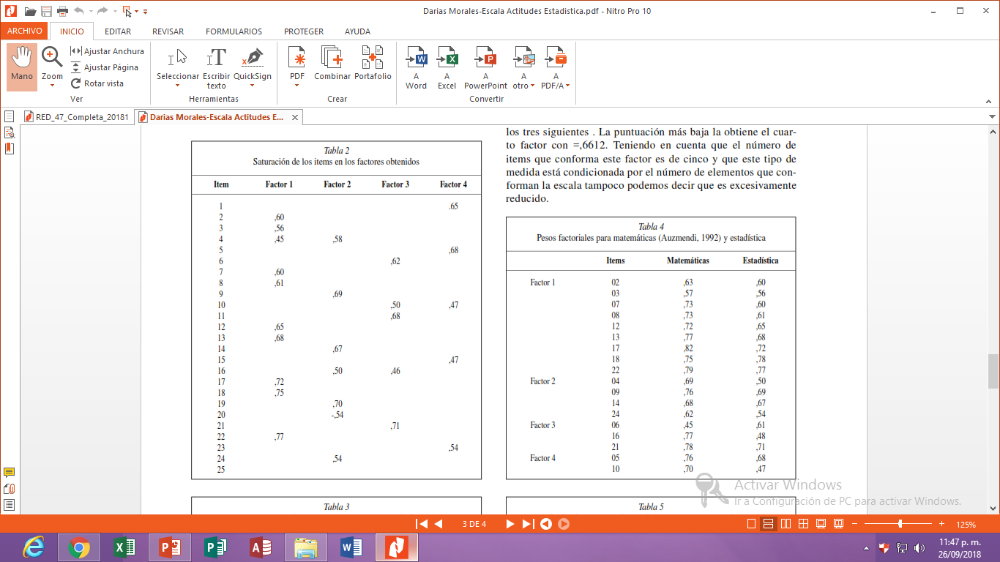 Darias Morales-Escala Actitudes Estadistica.pdf - Nitro Pro 10
ARCHIVO INICIO EDITAR REVISAR FORMULARIOS PROTEGER AYUDA
Mano
Zoom
Ajustar Anchura
Ajustar Página
Rotar vista
Ver
Seleccionar
Escribir
texto
QuickSign
Herramientas
PDF
Combinar
Portafolio
Crear
A
Word
A
Excel
A
PowerPoint
A
otro
A
PDF/A
Convertir
RED_47_Completa_20181
Darias Morales-Escala Actitudes E...
Tabla 2
Saturación de los items en los factores obtenidos
Item Factor 1 Factor 2 Factor 3 Factor 4
1 .65
2 ,60
3 ,56
4 ,45 ,58
5 ,68
6 ,62
7 ,60
8 ,61
9 ,69
10 ,50 ,47
11 ,68
12 ,65
13 ,68
14 ,67
15 ,47
16 ,50 ,46
17 ,72
18 ,75
19 ,70
20 -,54
21 ,71
22 ,77
23 ,54
24 ,54
25
Tabla 3
los tres siguientes . La puntuación más baja la obtiene el cuar-
to factor con =,6612. Teniendo en cuenta que el número de
items que conforma este factor es de cinco y que este tipo de
medida está condicionada por el número de elementos que con-
forman la escala tampoco podemos decir que es excesivamente
reducido.
Tabla 4
Pesos factoriales para matemáticas (Auzmendi, 1992) y estadística
Items Matemáticas Estadística
Factor 1 02 ,63 ,60
03 ,57 ,56
07 ,73 ,60
08 ,73 ,61
12 ,72 ,65
13 ,77 ,68
17 ,82 ,72
18 ,75 ,78
22 ,79 ,77
Factor 2 04 ,69 ,50
09 ,76 ,69
14 ,68 ,67
24 ,62 ,54
Factor 3 06 ,45 ,61
16 ,77 ,48
21 ,78 ,71
Factor 4 05 ,76 ,68
10 ,70 ,47
Tabla 5
Activar Windows
Ir a Configuración de PC para activar Windows.
3 DE 4
125%
11:47 p. m.
26/09/2018